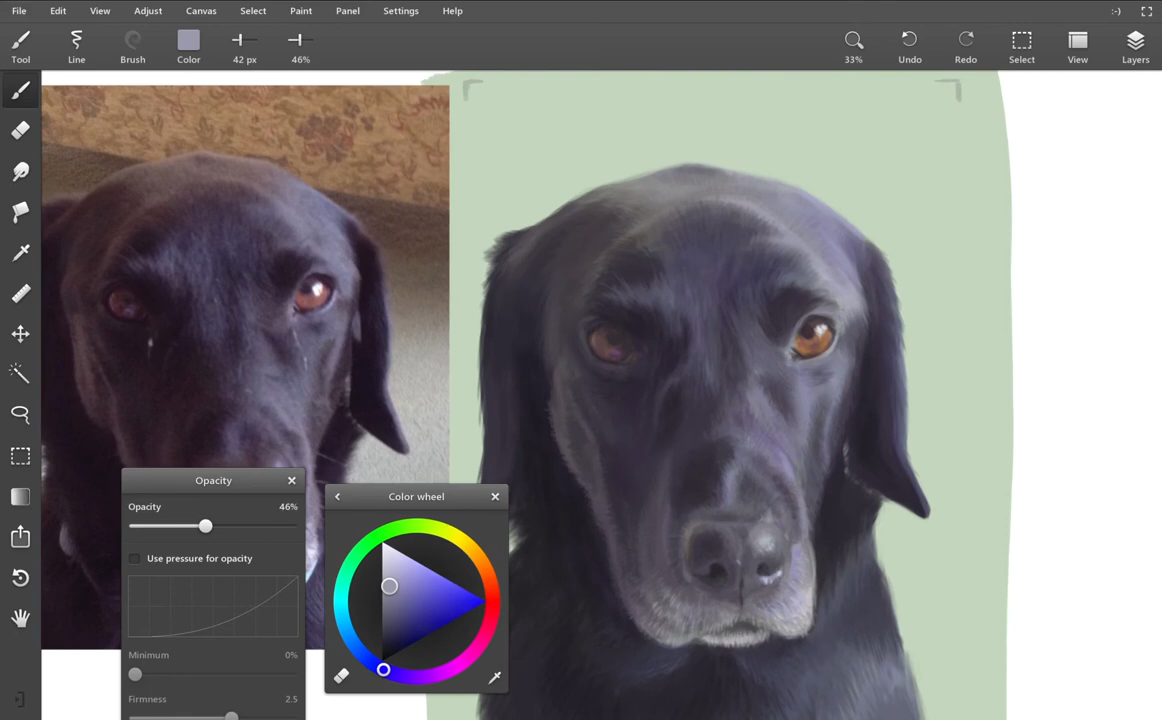 File Edit View Adjust Canvas Select Paint Panel Settings Help :-)
Tool Line Brush Color 42 px 46% 33% Undo Redo Select View Layers
Opacity
Opacity 46%
Use pressure for opacity
Minimum 0%
Firmness 2.5
Color wheel